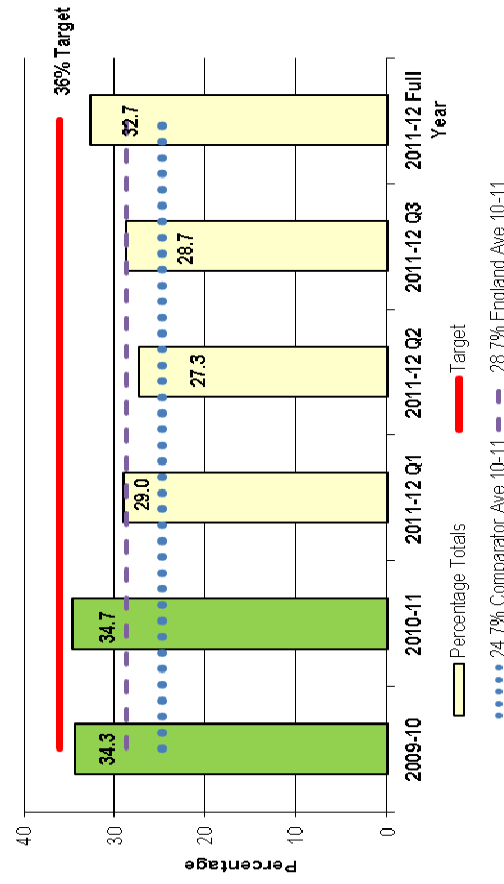 36% Target
40
30
20
10
0
Percentage
34.3
34.7
29.0
27.3
28.7
32.7
2009-10
2010-11
2011-12 Q1
2011-12 Q2
2011-12 Q3
2011-12 Full
Year
Percentage Totals
Target
24.7% Comparator Ave 10-11
28.7% England Ave 10-11